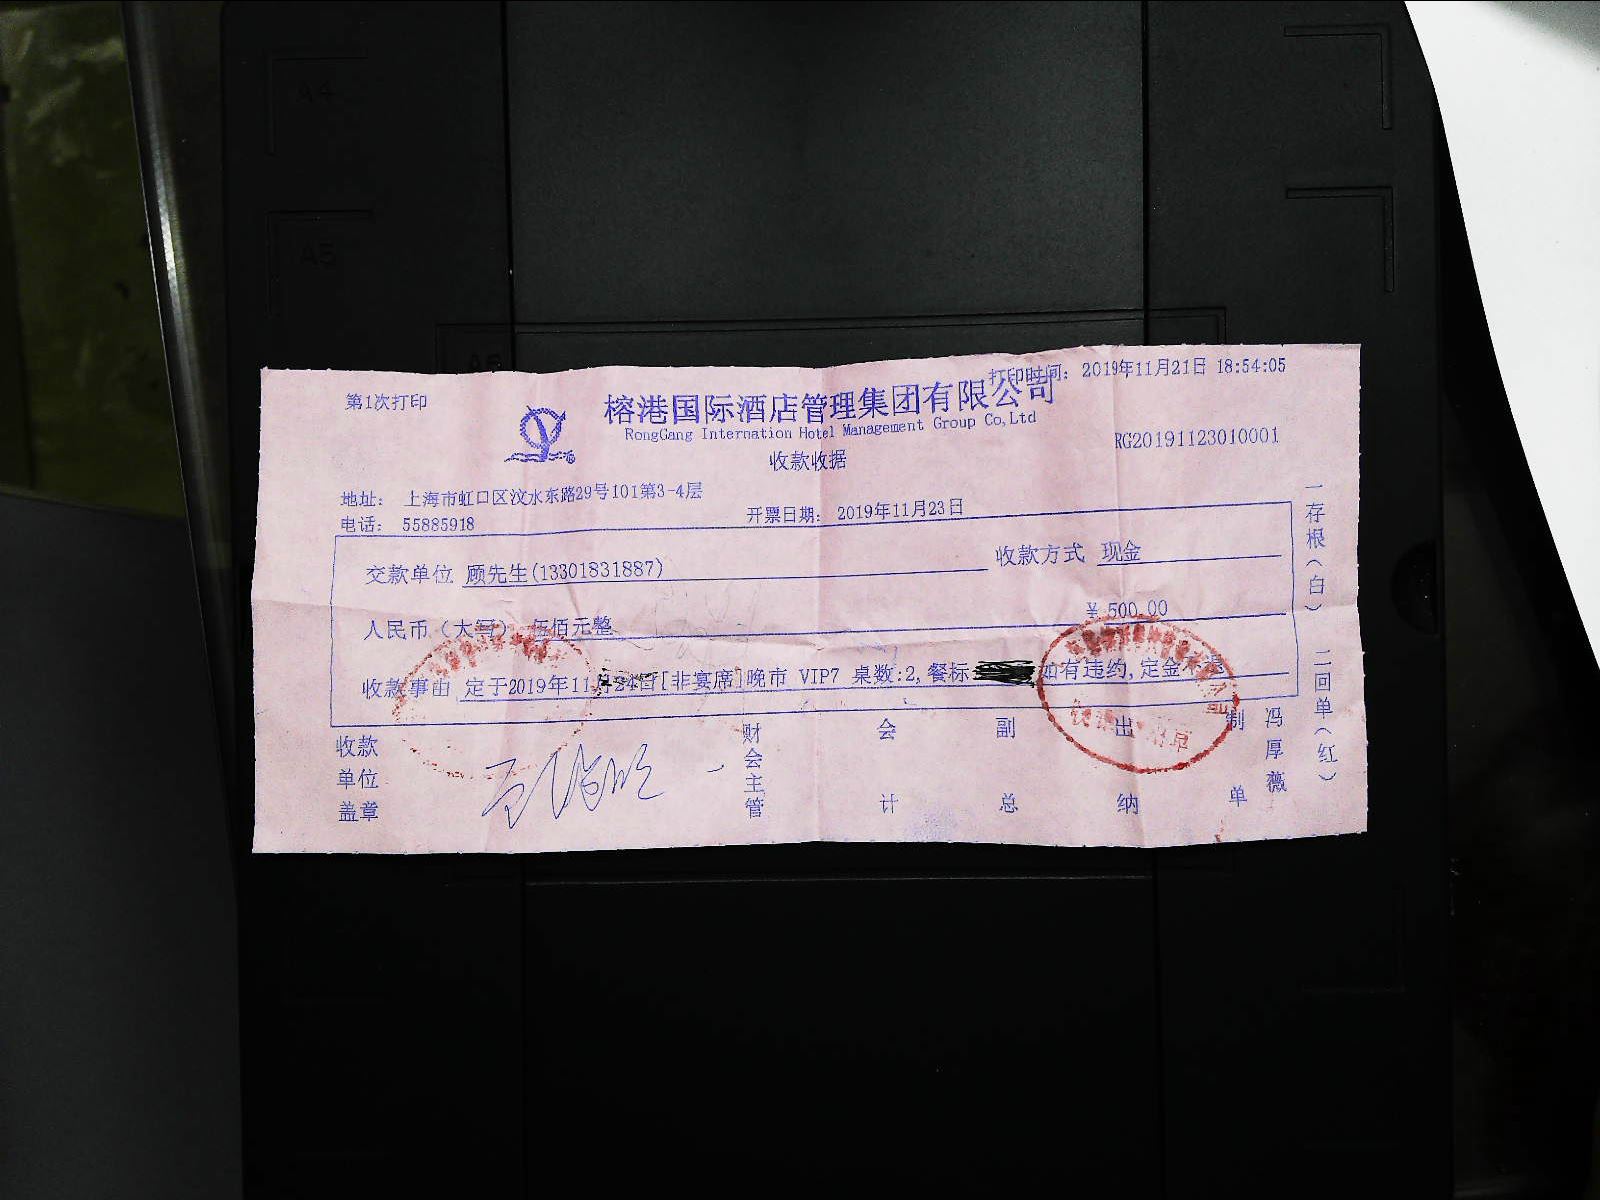 A4
A5
A6
打印时间：2019年11月21日 18:54:05
第1次打印
榕港国际酒店管理集团有限公司
RongGang Internation Hotel Management Group Co,Ltd
RG20191123010001
收款收据
地址： 上海市虹口区汶水东路29号101第3-4层
电话： 55885918
开票日期： 2019年11月23日
交款单位 顾先生(13301831887)
收款方式 现金
人民币（大写） 伍佰元整
￥ 500.00
收款事由 定于2019年11月24日[非宴席]晚市 VIP7 桌数:2,餐标 如有违约,定金不退
收款单位盖章
财会主管
会计
副总
出纳
制单
冯厚薇
一存根（白）
二回单（红）